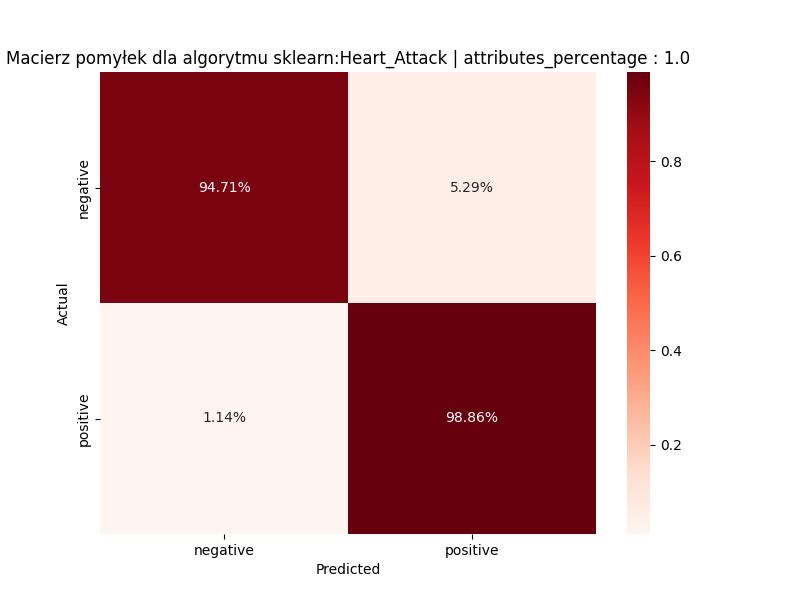 Macierz pomyłek dla algorytmu sklearn:Heart_Attack | attributes_percentage : 1.0
negative
94.71%
5.29%
positive
1.14%
98.86%
Actual
negative
positive
Predicted
0.8
0.6
0.4
0.2